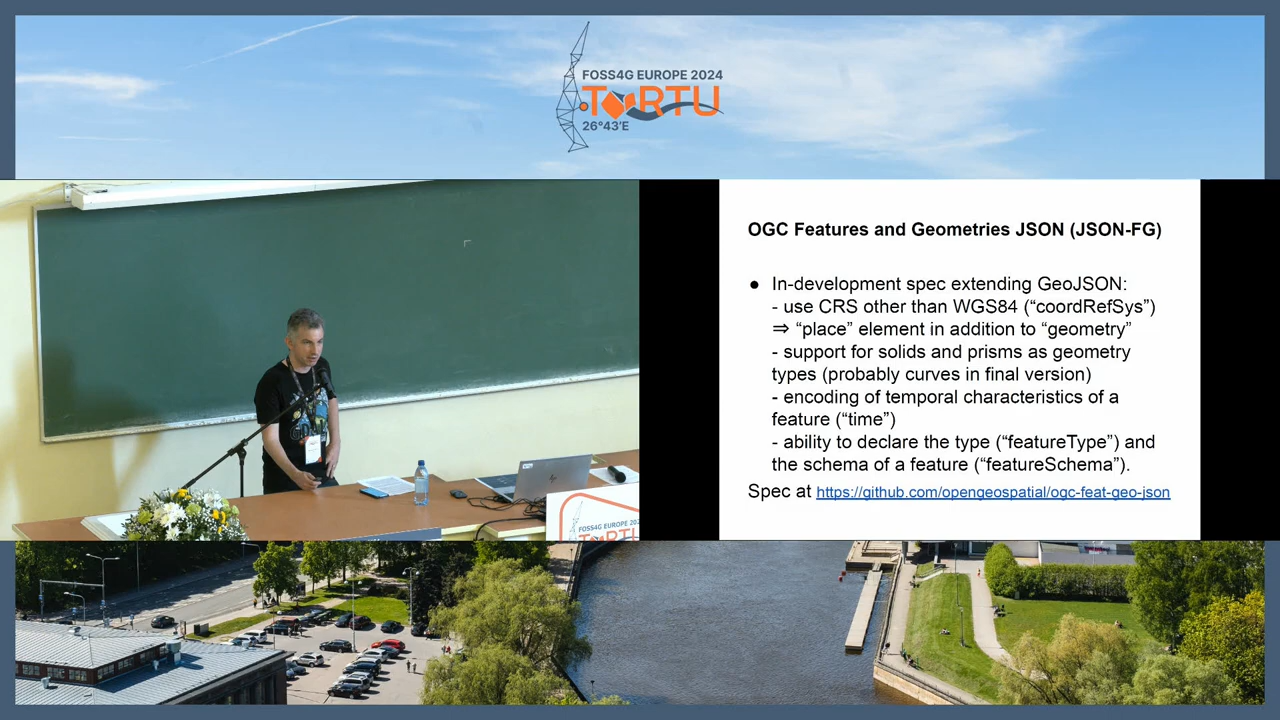 FOSS4G EUROPE 2024
TARTU
26°43'E
OGC Features and Geometries JSON (JSON-FG)
● In-development spec extending GeoJSON:
- use CRS other than WGS84 (“coordRefSys”)
⇒ “place” element in addition to “geometry”
- support for solids and prisms as geometry
types (probably curves in final version)
- encoding of temporal characteristics of a
feature (“time”)
- ability to declare the type (“featureType”) and
the schema of a feature (“featureSchema”).
Spec at https://github.com/opengeospatial/ogc-feat-geo-json
FOSS4G EUROPE 202
TARTU